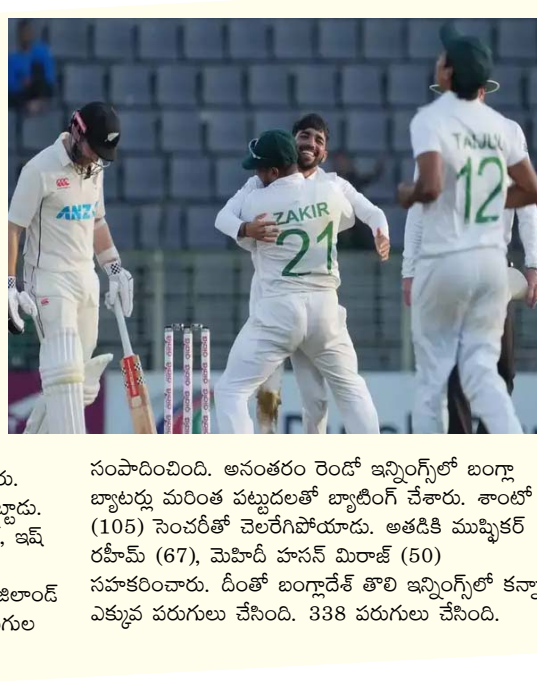 ANZ
ZAKIR
21
12
రు.
బ్బాడు.
, ఇష్
జిలాండ్
గుల
సంపాదించింది. అనంతరం రెండో ఇన్నింగ్స్‌లో బంగ్లా
బ్యాటర్లు మరింత పట్టుదలతో బ్యాటింగ్ చేశారు. శాంటో
(105) సెంచరీతో చెలరేగిపోయాడు. అతడికి ముష్ఫికర్
రహీమ్ (67), మెహిదీ హసన్ మిరాజ్ (50)
సహకరించారు. దీంతో బంగ్లాదేశ్ తొలి ఇన్నింగ్స్‌లో కన్నా
ఎక్కువ పరుగులు చేసింది. 338 పరుగులు చేసింది.